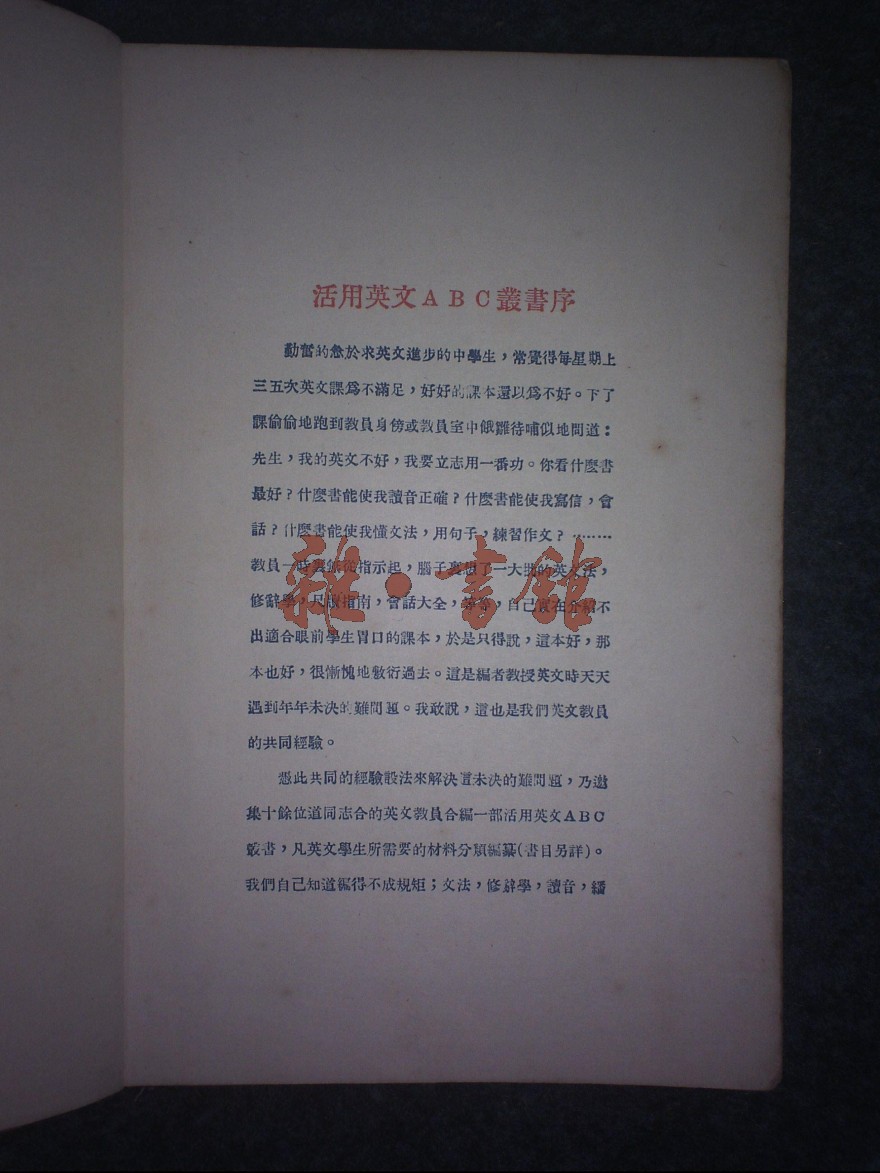 活用英文ABC叢書序
勤奮的急於求英文進步的中學生，常覺得每星期上
三五次英文課爲不滿足，好好的課本還以爲不好。下了
課偷偷地跑到教員身傍或教員室中餓雛待哺似地問道：
先生，我的英文不好，我要立志用一番功。你看什麼書
最好？什麼書能使我讀音正確？什麼書能使我寫信，會
話？什麼書能使我懂文法，用句子，練習作文？………
教員一時裏無從指示起，腦子裏想了一大批的英文法，
修辭學，尺牘指南，會話大全，等等，自己實在介紹不
出適合眼前學生胃口的課本，於是只得說，這本好，那
本也好，很慚愧地敷衍過去。這是編者教授英文時天天
遇到年年未決的難問題。我敢說，這也是我們英文教員
的共同經驗。
憑此共同的經驗設法來解決這未決的難問題，乃邀
集十餘位道同志合的英文教員合編一部活用英文ABC
叢書，凡英文學生所需要的材料分類編纂(書目另詳)。
我們自己知道編得不成規矩；文法，修辭學，讀音，繙
雜·書館